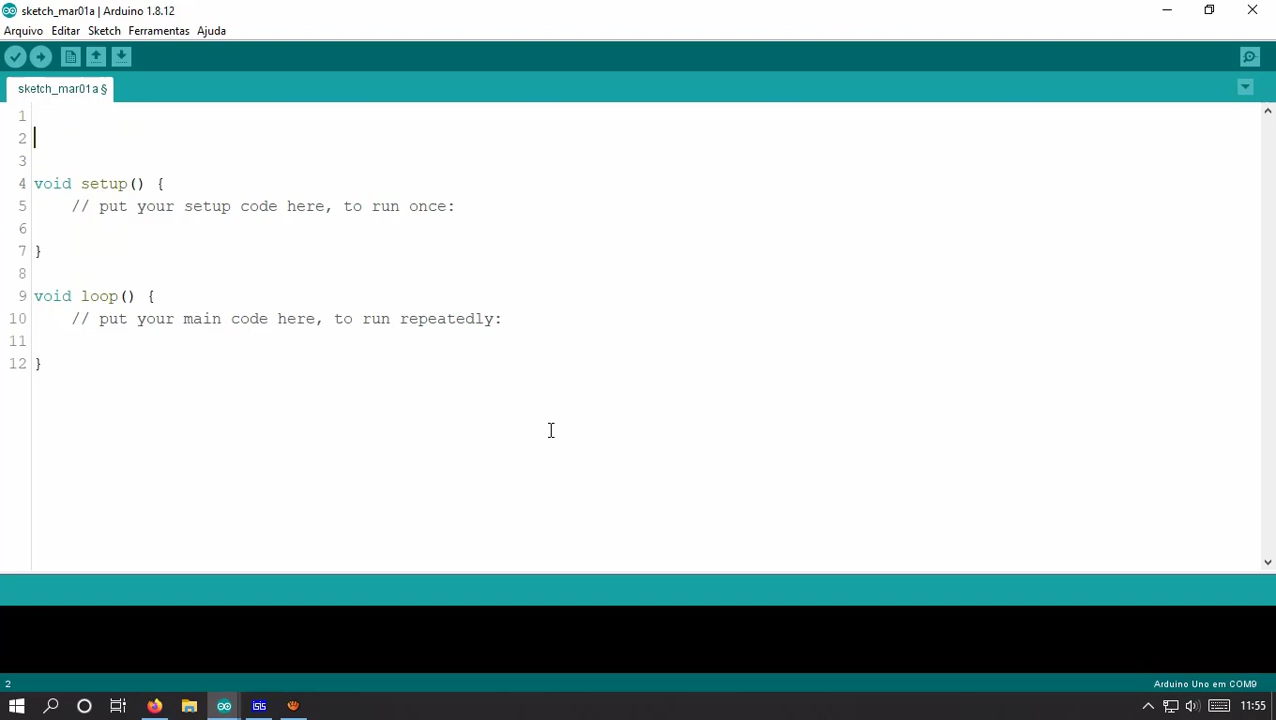 sketch_mar01a | Arduino 1.8.12
Arquivo Editar Sketch Ferramentas Ajuda
sketch_mar01a §
1
2
3
4 void setup() {
5 // put your setup code here, to run once:
6
7 }
8
9 void loop() {
10 // put your main code here, to run repeatedly:
11
12 }
2 Arduino Uno em COM9
isis 11:55